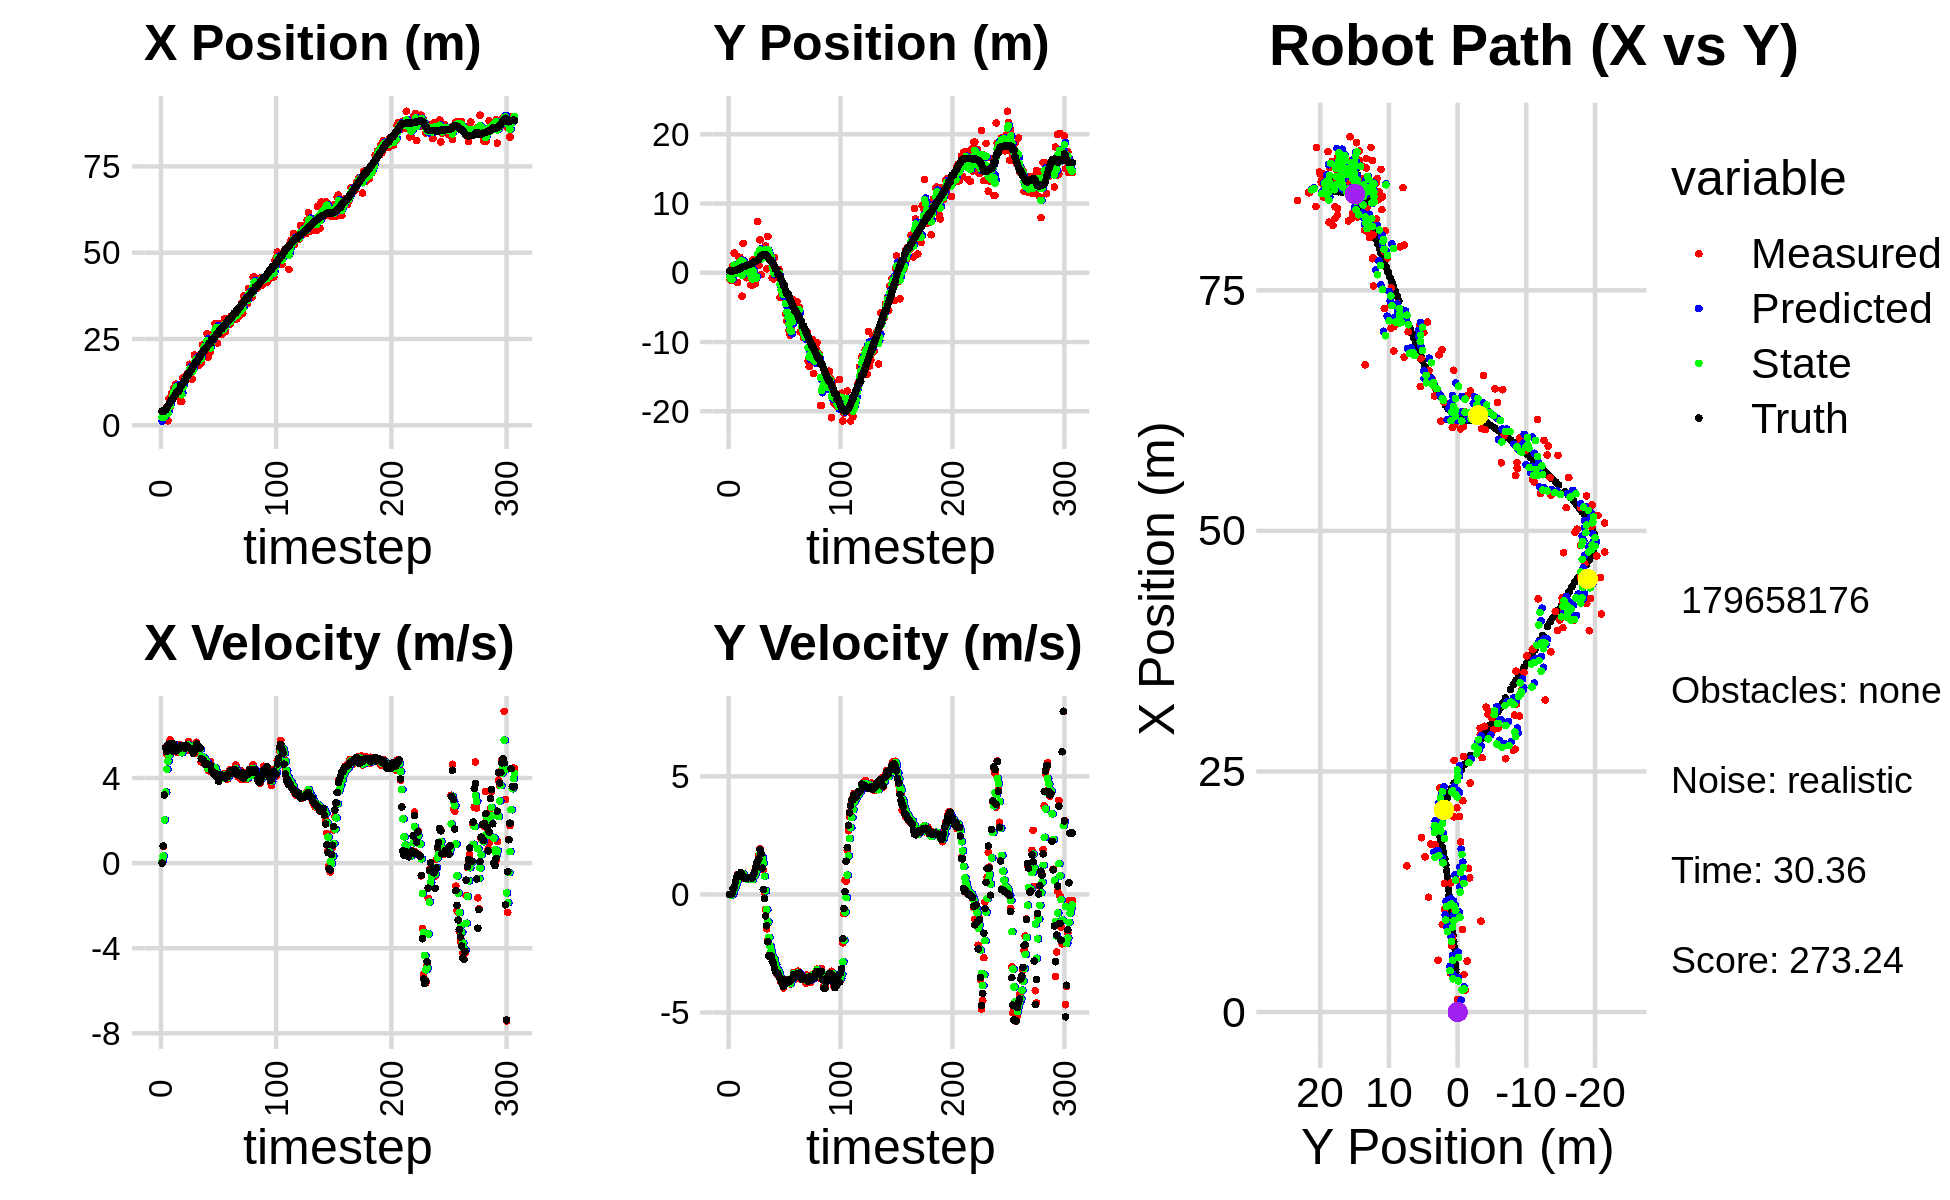 X Position (m)
75
50
25
0
0
100
200
300
timestep
Y Position (m)
20
10
0
-10
-20
0
100
200
300
timestep
X Velocity (m/s)
4
0
-4
-8
0
100
200
300
timestep
Y Velocity (m/s)
5
0
-5
0
100
200
300
timestep
Robot Path (X vs Y)
X Position (m)
75
50
25
0
20 10 0 -10 -20
Y Position (m)
variable
Measured
Predicted
State
Truth
179658176
Obstacles: none
Noise: realistic
Time: 30.36
Score: 273.24